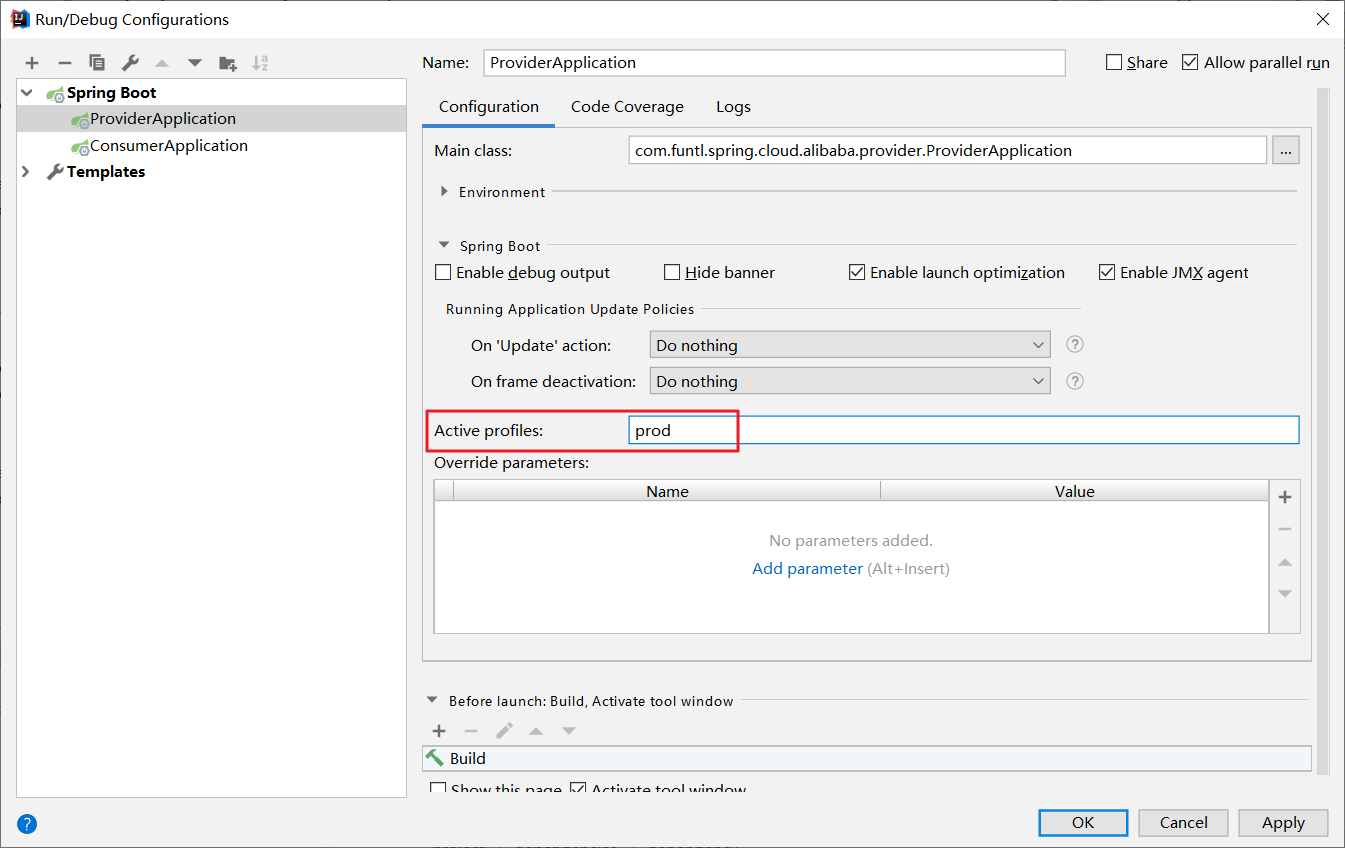 Run/Debug Configurations
Name: ProviderApplication Share Allow parallel run
Spring Boot
ProviderApplication
ConsumerApplication
Templates
Configuration Code Coverage Logs
Main class: com.funtl.spring.cloud.alibaba.provider.ProviderApplication ...
Environment
Spring Boot
Enable debug output Hide banner Enable launch optimization Enable JMX agent
Running Application Update Policies
On 'Update' action: Do nothing ?
On frame deactivation: Do nothing ?
Active profiles: prod
Override parameters:
Name Value
No parameters added.
Add parameter (Alt+Insert)
Before launch: Build, Activate tool window
Build
Show this page Activate tool window
? OK Cancel Apply